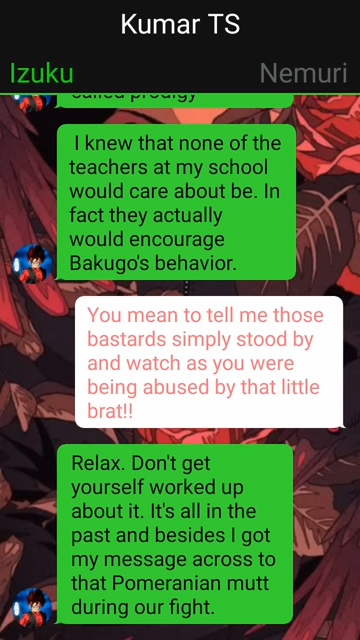 Kumar TS
Izuku
Nemuri
called prodigy
I knew that none of the
teachers at my school
would care about be. In
fact they actually
would encourage
Bakugo's behavior.
You mean to tell me those
bastards simply stood by
and watch as you were
being abused by that little
brat!!
Relax. Don't get
yourself worked up
about it. It's all in the
past and besides I got
my message across to
that Pomeranian mutt
during our fight.